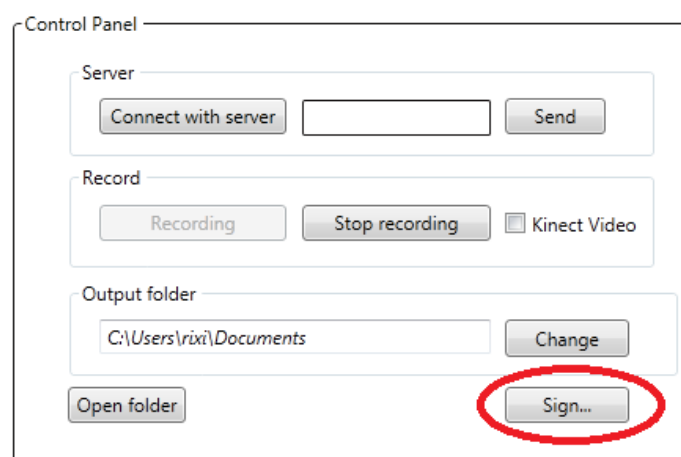 Control Panel
Server
Connect with server Send
Record
Recording Stop recording Kinect Video
Output folder
C:\Users\rixi\Documents Change
Open folder Sign...